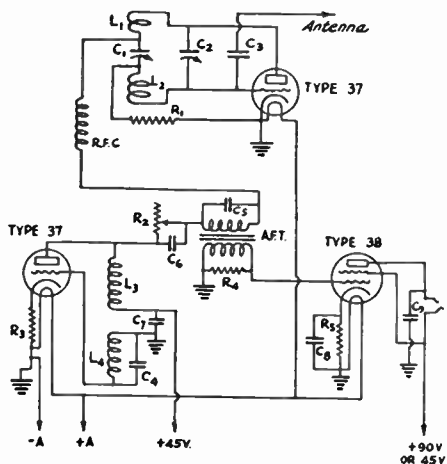 L1
C1
C2
C3
Antenna
L2
R1
TYPE 37
R.F.C
R2
C5
C6
A.F.T.
TYPE 37
TYPE 38
L3
R4
R3
C7
L4
C4
C8
R5
C9
-A
+A
+45V.
+90V
OR 45V